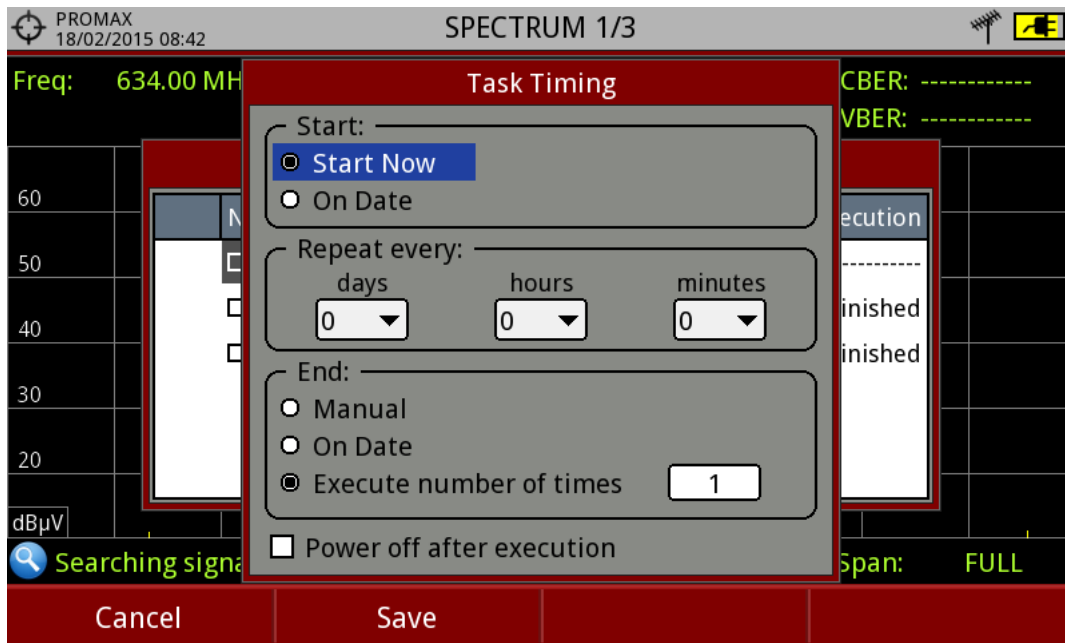 PROMAX
18/02/2015 08:42
SPECTRUM 1/3
Freq: 634.00 MH
CBER: ------------
VBER: ------------
Task Timing
Start:
Start Now
On Date
Repeat every:
days hours minutes
0 0 0
End:
Manual
On Date
Execute number of times 1
Power off after execution
N
ecution
----------
inished
inished
60
50
40
30
20
dBµV
Searching signa
Span: FULL
Cancel Save